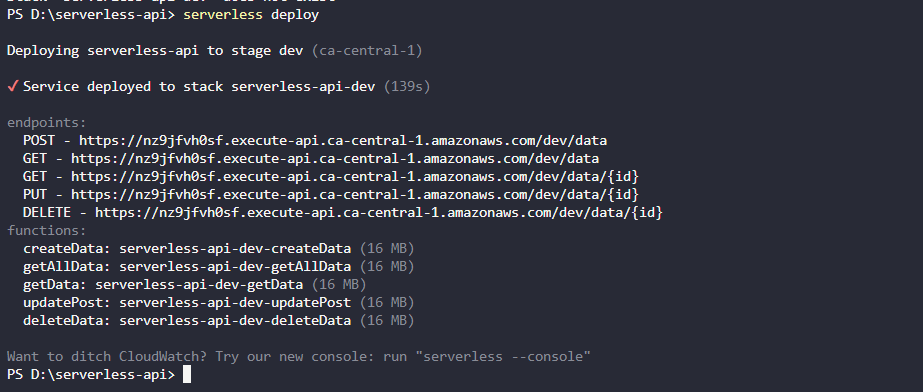 PS D:\serverless-api> serverless deploy
Deploying serverless-api to stage dev (ca-central-1)
✓ Service deployed to stack serverless-api-dev (139s)
endpoints:
POST - https://nz9jfvh0sf.execute-api.ca-central-1.amazonaws.com/dev/data
GET - https://nz9jfvh0sf.execute-api.ca-central-1.amazonaws.com/dev/data
GET - https://nz9jfvh0sf.execute-api.ca-central-1.amazonaws.com/dev/data/{id}
PUT - https://nz9jfvh0sf.execute-api.ca-central-1.amazonaws.com/dev/data/{id}
DELETE - https://nz9jfvh0sf.execute-api.ca-central-1.amazonaws.com/dev/data/{id}
functions:
createData: serverless-api-dev-createData (16 MB)
getAllData: serverless-api-dev-getAllData (16 MB)
getData: serverless-api-dev-getData (16 MB)
updatePost: serverless-api-dev-updatePost (16 MB)
deleteData: serverless-api-dev-deleteData (16 MB)
Want to ditch CloudWatch? Try our new console: run "serverless --console"
PS D:\serverless-api>